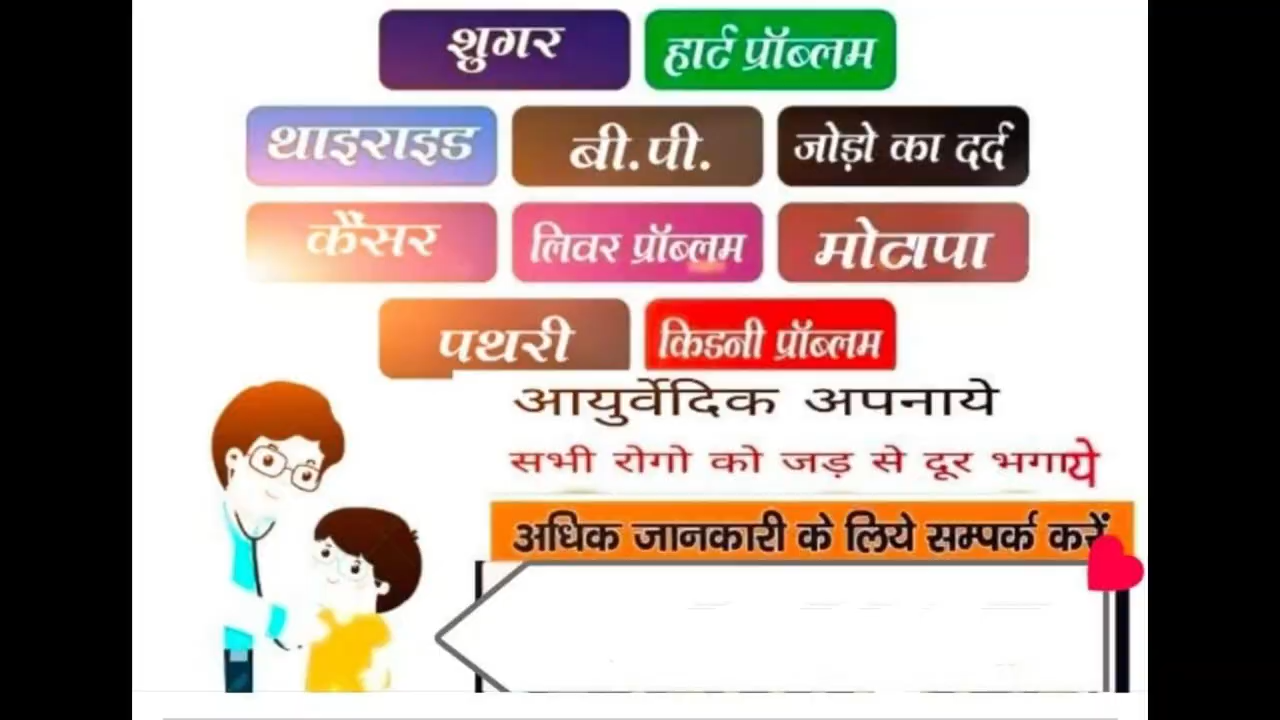 शुगर हार्ट प्रॉब्लम
थाइराइड बी.पी. जोड़ो का दर्द
कैंसर लिवर प्रॉब्लम मोटापा
पथरी किडनी प्रॉब्लम
आयुर्वेदिक अपनाये
सभी रोगो को जड़ से दूर भगाये
अधिक जानकारी के लिये सम्पर्क करें